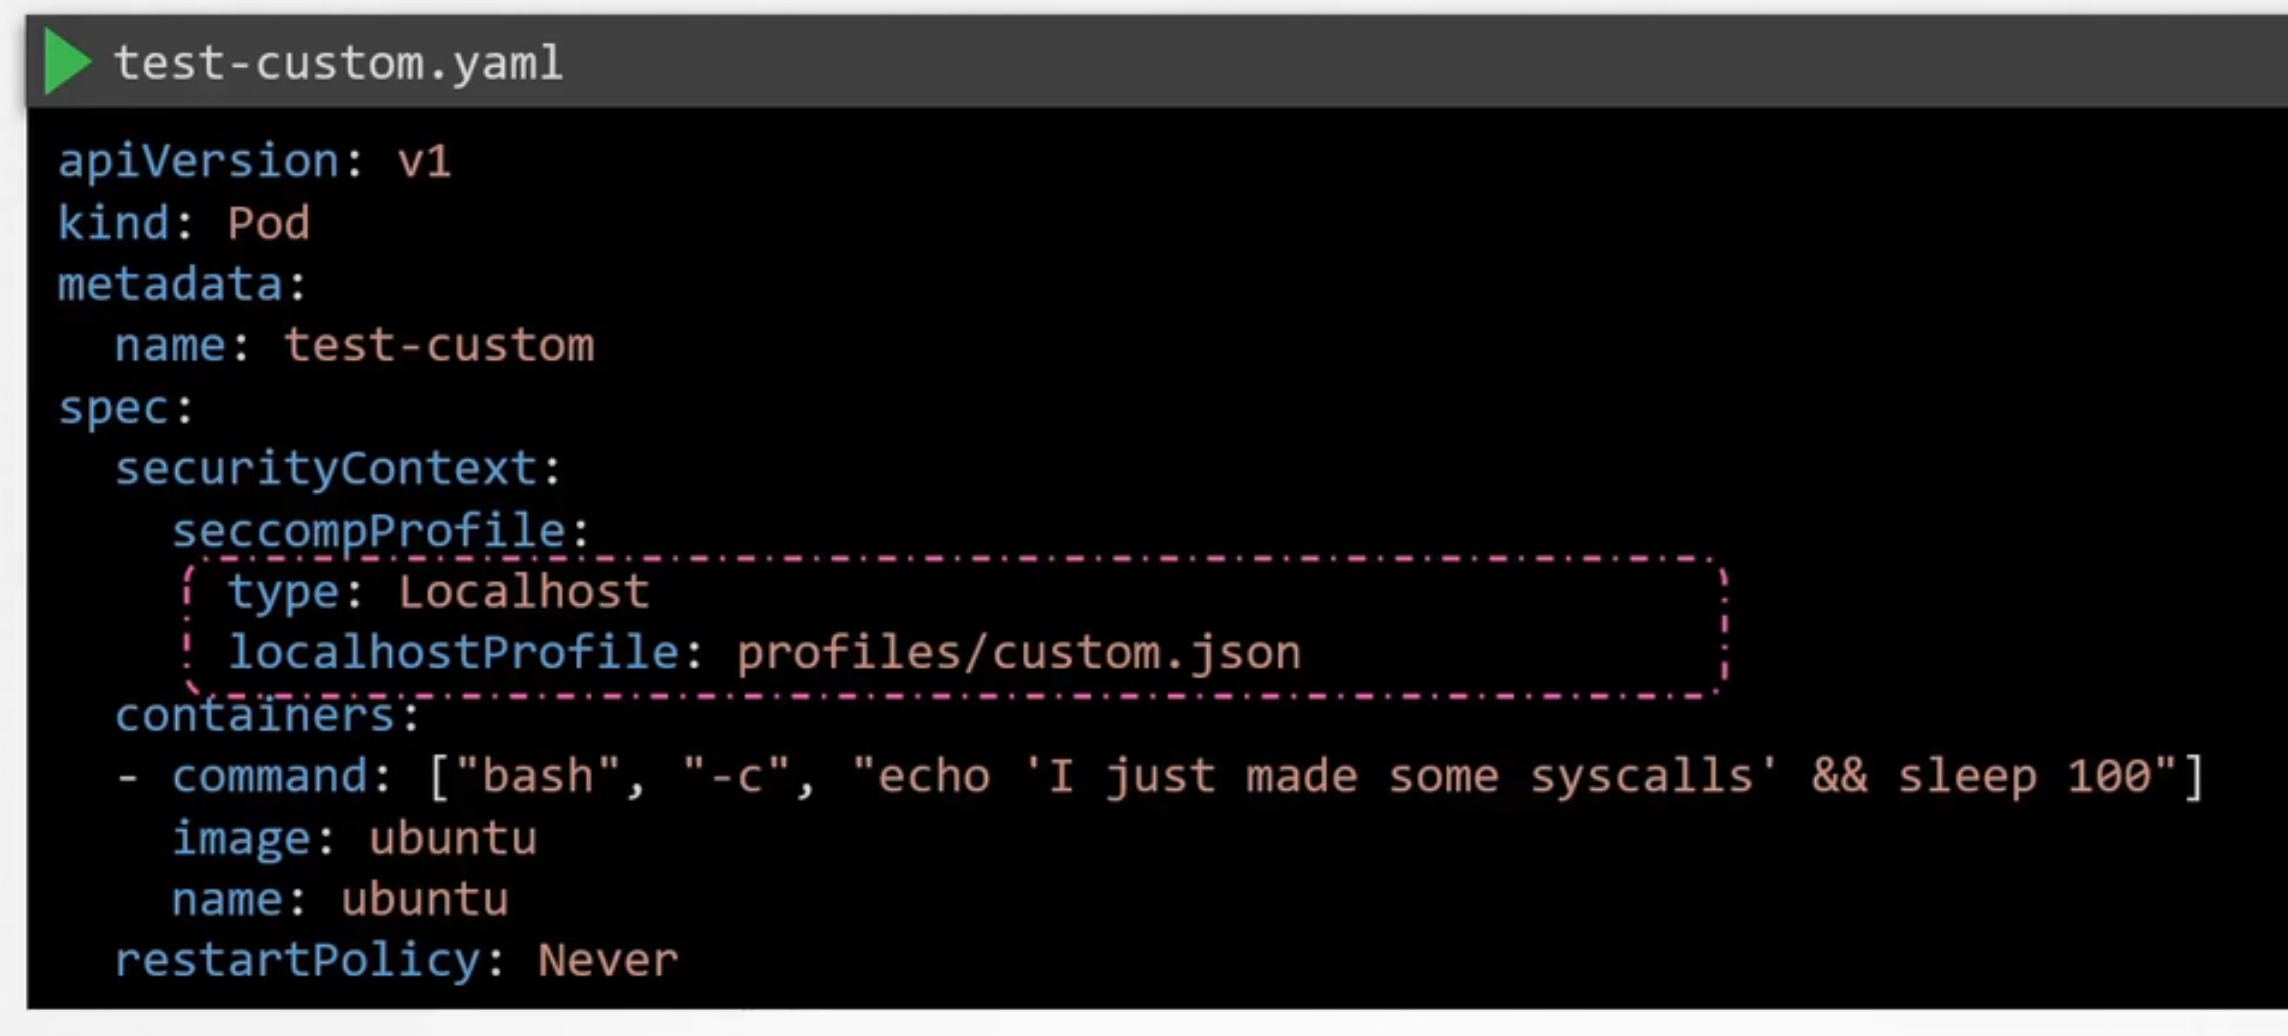 test-custom.yaml
apiVersion: v1
kind: Pod
metadata:
  name: test-custom
spec:
  securityContext:
    seccompProfile:
      type: Localhost
      localhostProfile: profiles/custom.json
  containers:
  - command: ["bash", "-c", "echo 'I just made some syscalls' && sleep 100"]
    image: ubuntu
    name: ubuntu
  restartPolicy: Never